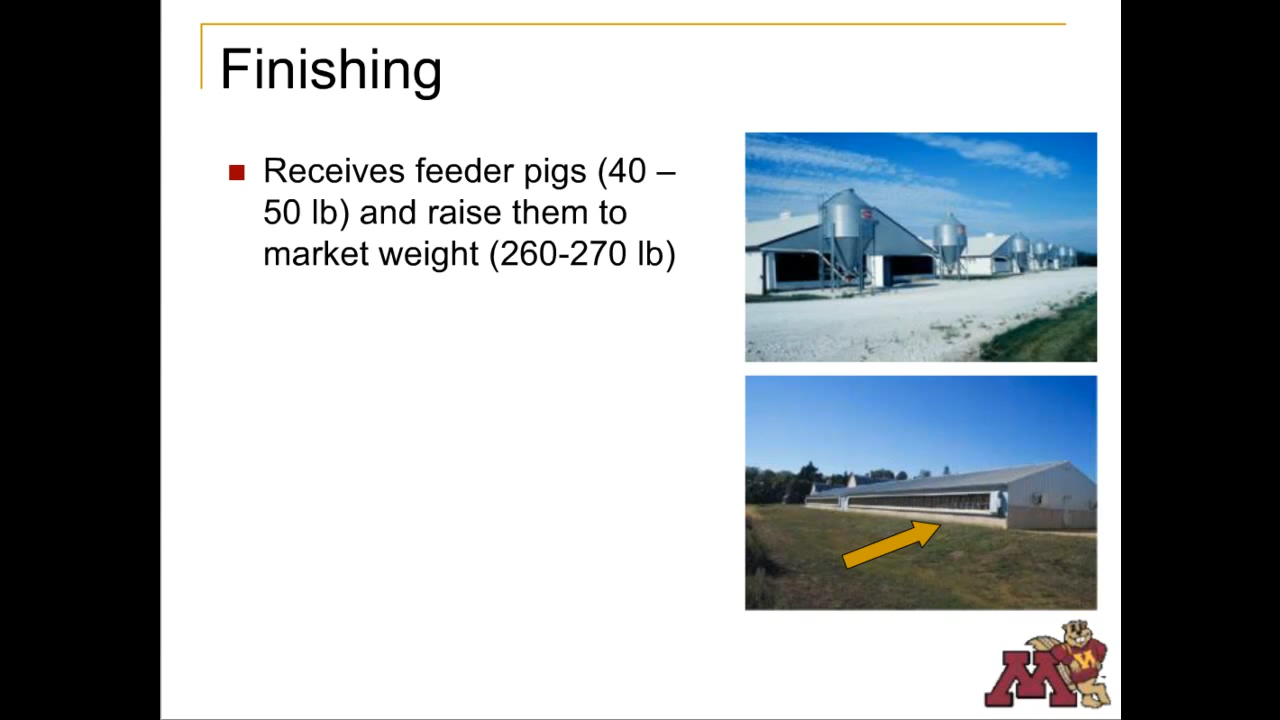 Finishing
Receives feeder pigs (40 –
50 lb) and raise them to
market weight (260-270 lb)
M